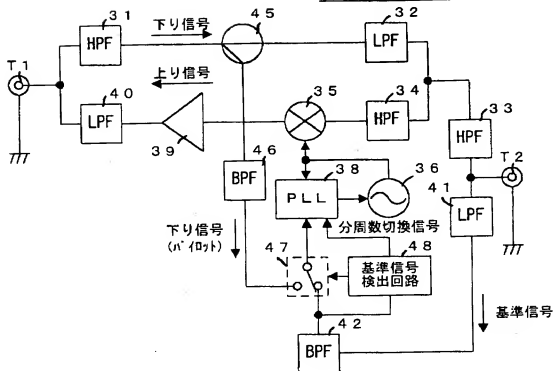 31
下り信号
45
32
HPF
LPF
T1
上り信号
40
35
34
LPF
HPF
33
39
HPF
T2
46
38
36
BPF
PLL
41
LPF
分周数切換信号
下り信号
(パイロット)
47
48
基準信号
検出回路
基準信号
42
BPF